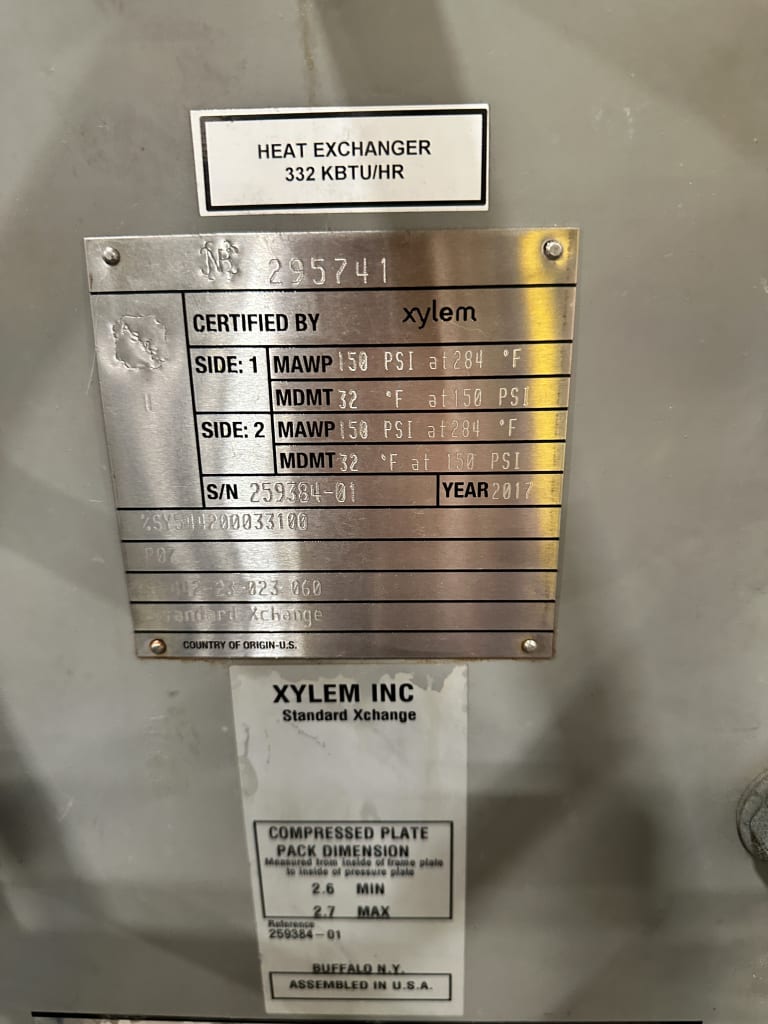 HEAT EXCHANGER
332 KBTU/HR
NB 295741
CERTIFIED BY xylem
SIDE: 1 MAWP 150 PSI at 284 °F
MDMT 32 °F at 150 PSI
SIDE: 2 MAWP 150 PSI at 284 °F
MDMT 32 °F at 150 PSI
U
S/N 259384-01 YEAR 2017
P07
Xchange
COUNTRY OF ORIGIN-U.S.
XYLEM INC
Standard Xchange
COMPRESSED PLATE
PACK DIMENSION
Measured from inside of frame plate
to inside of pressure plate
2.6 MIN
2.7 MAX
Reference
259384-01
BUFFALO N.Y.
ASSEMBLED IN U.S.A.